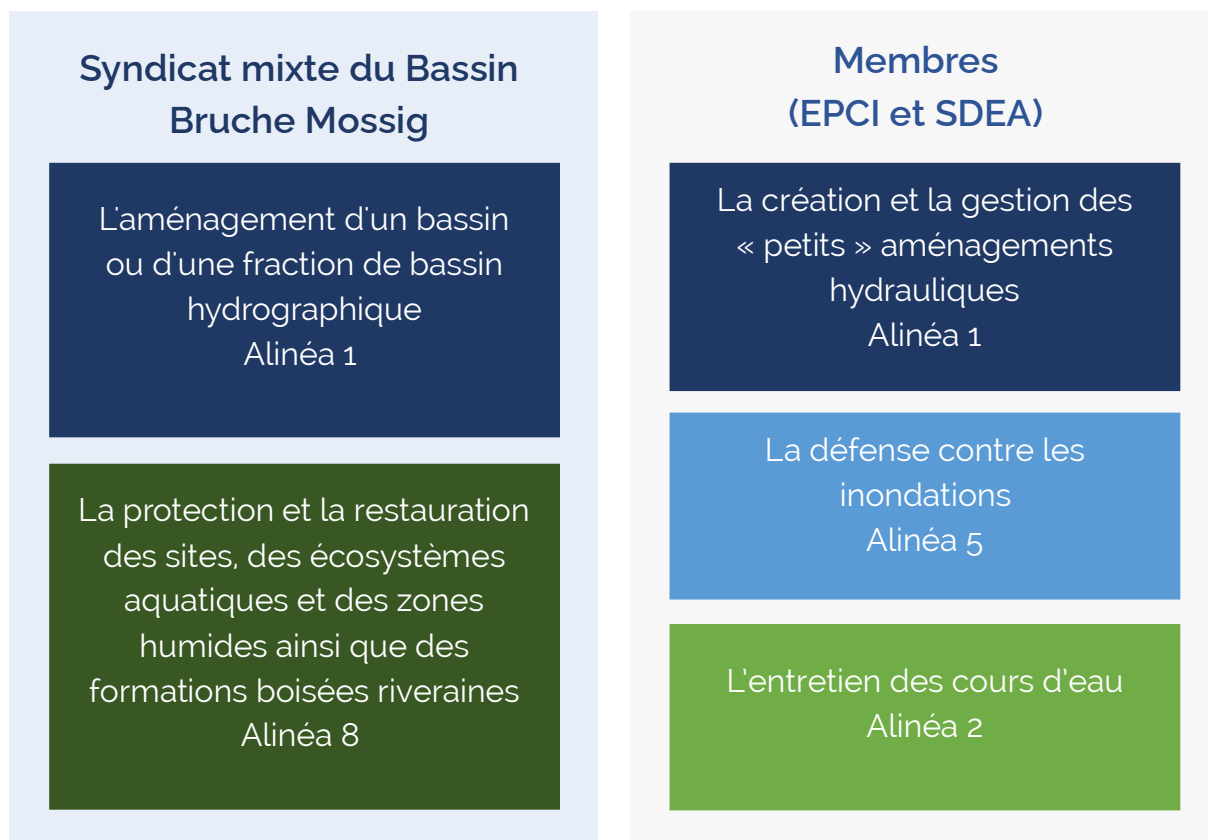 Syndicat mixte du Bassin
Bruche Mossig
L'aménagement d'un bassin
ou d'une fraction de bassin
hydrographique
Alinéa 1
La protection et la restauration
des sites, des écosystèmes
aquatiques et des zones
humides ainsi que des
formations boisées riveraines
Alinéa 8
Membres
(EPCI et SDEA)
La création et la gestion des
« petits » aménagements
hydrauliques
Alinéa 1
La défense contre les
inondations
Alinéa 5
L'entretien des cours d'eau
Alinéa 2